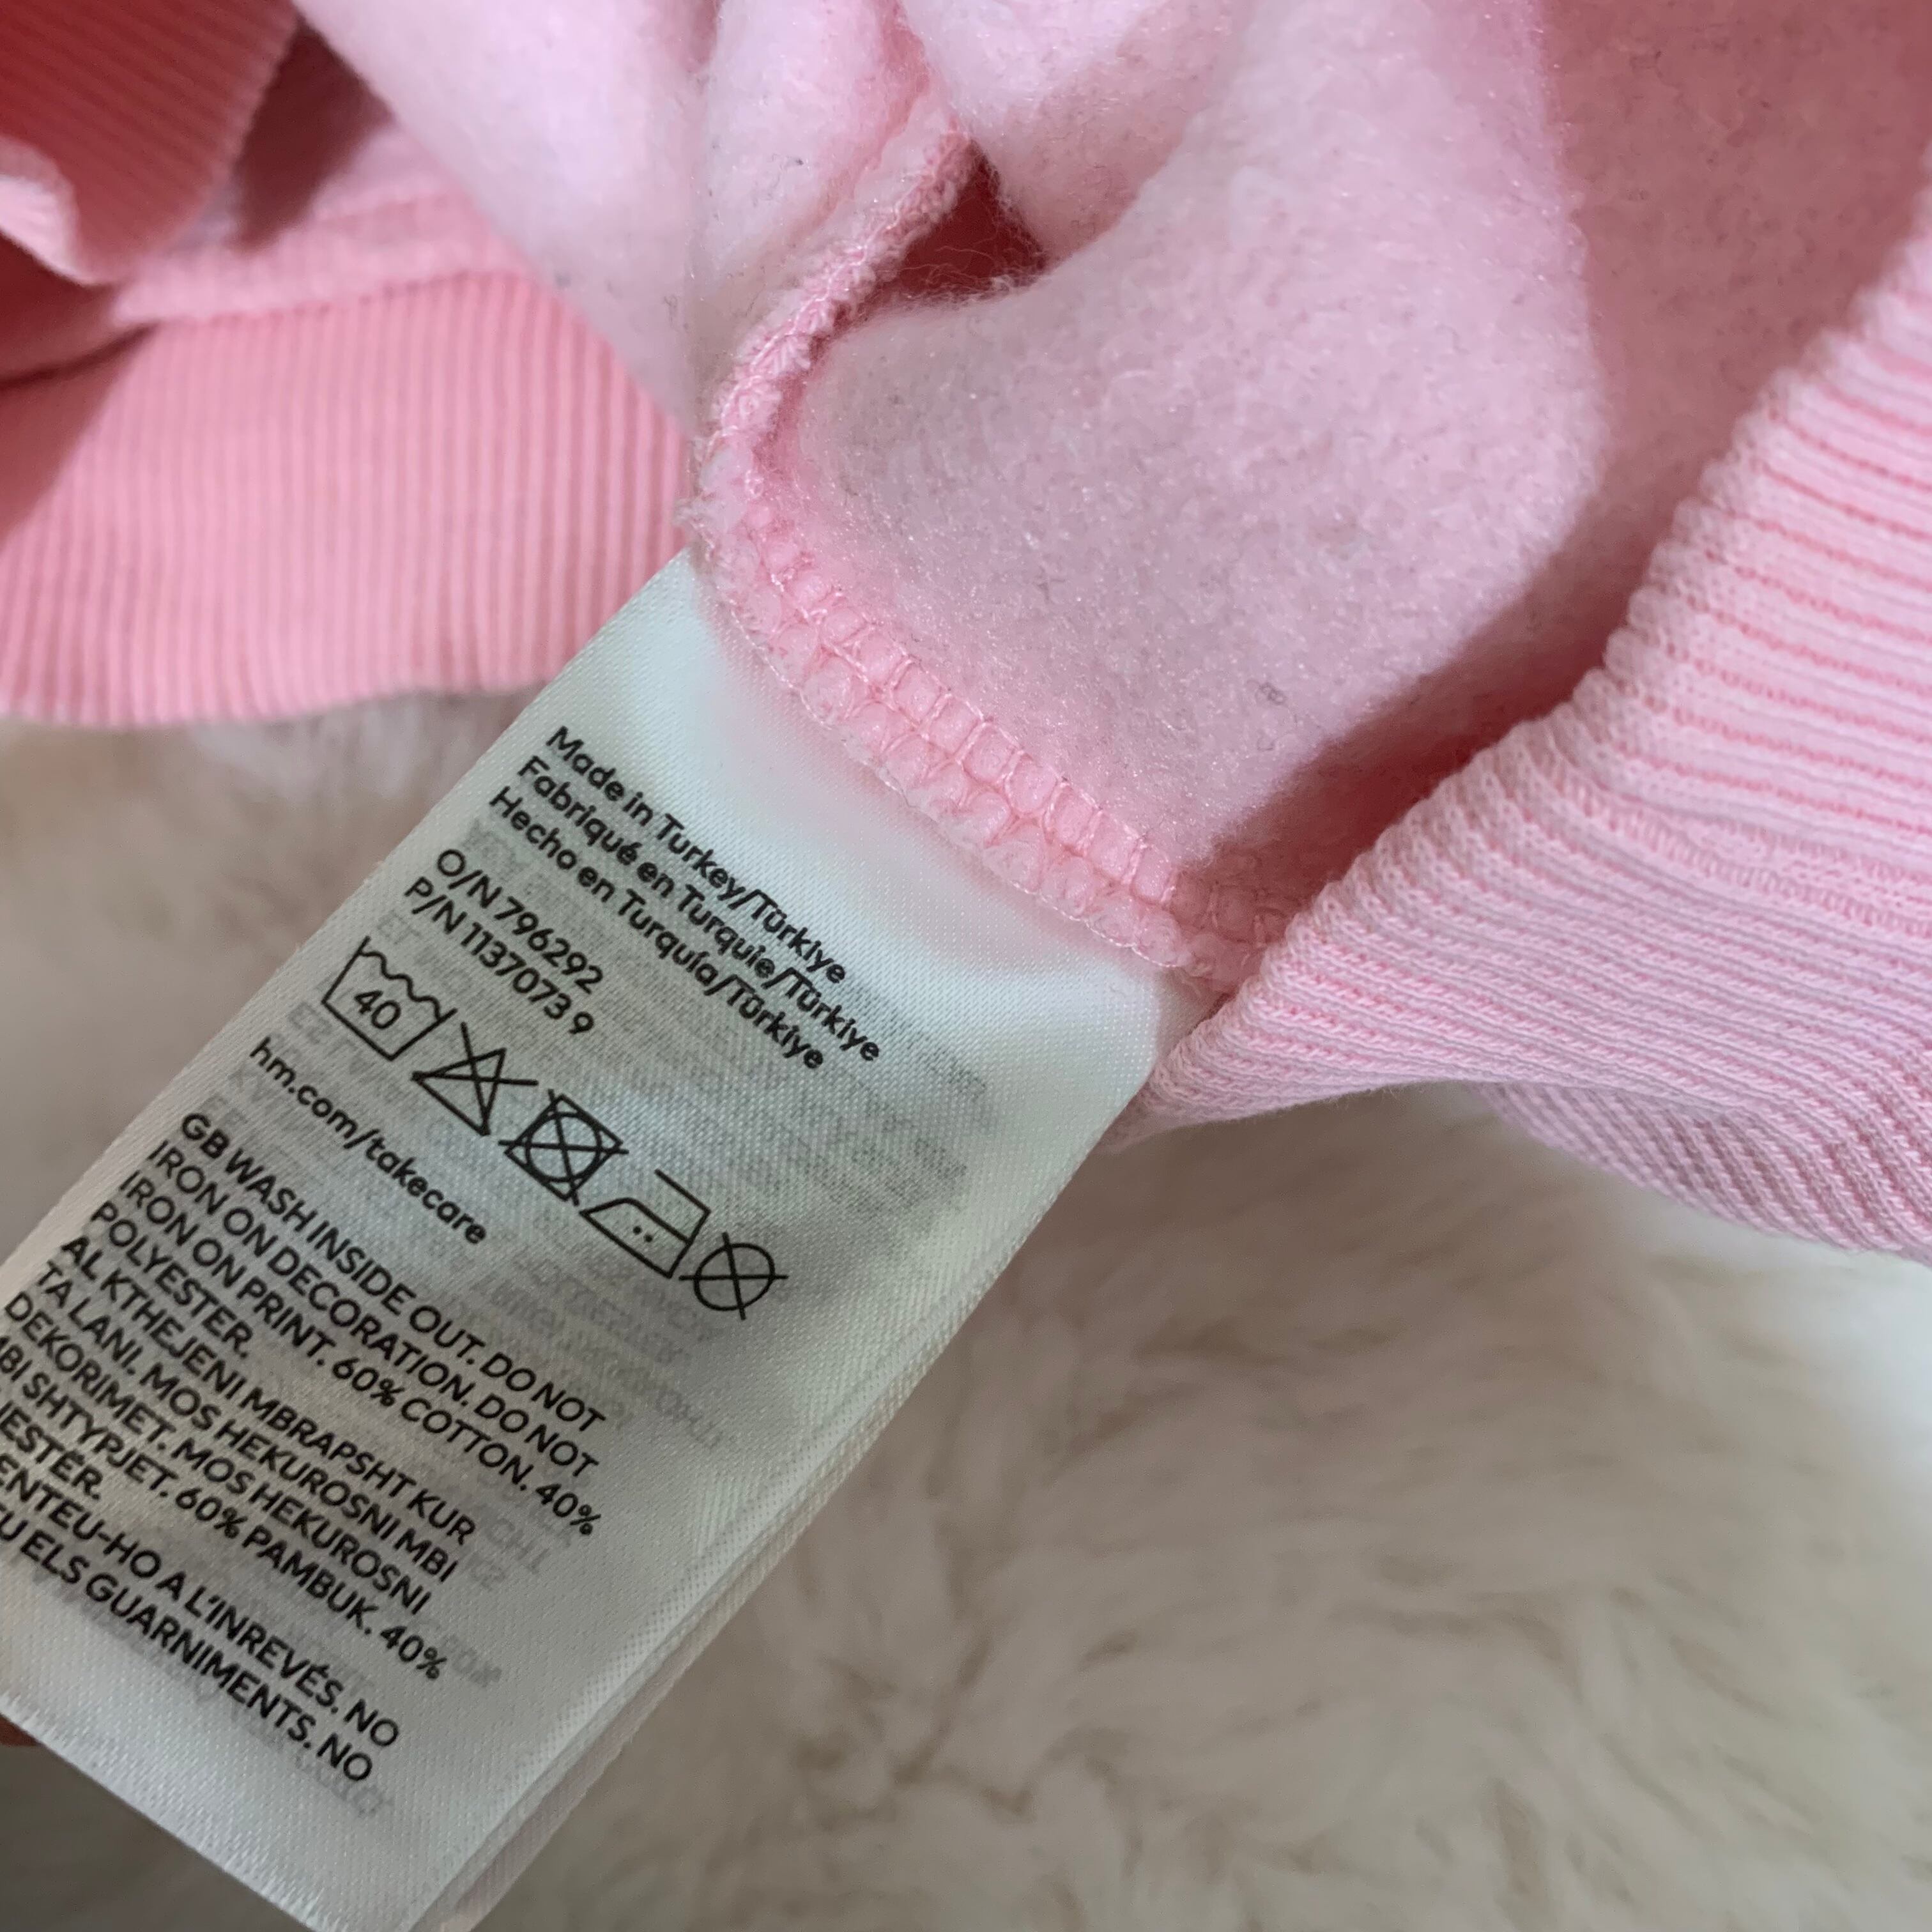 Made in Turkey/Türkiye
Fabriqué en Turquie/Türkiye
Hecho en Turquía/Türkiye
O/N 796292
P/N 1137073 9
40
hm.com/takecare
GB WASH INSIDE OUT. DO NOT
IRON ON DECORATION. DO NOT
IRON ON PRINT. 60% COTTON. 40%
POLYESTER.
AL KTHEJENI MBRAPSHT KUR
TA LANI. MOS HEKUROSNI MBI
DEKORIMET. MOS HEKUROSNI
MBI SHTYPJET. 60% PAMBUK. 40%
ESTËR.
ENTEU-HO A L'INREVÉS. NO
U ELS GUARNIMENTS. NO